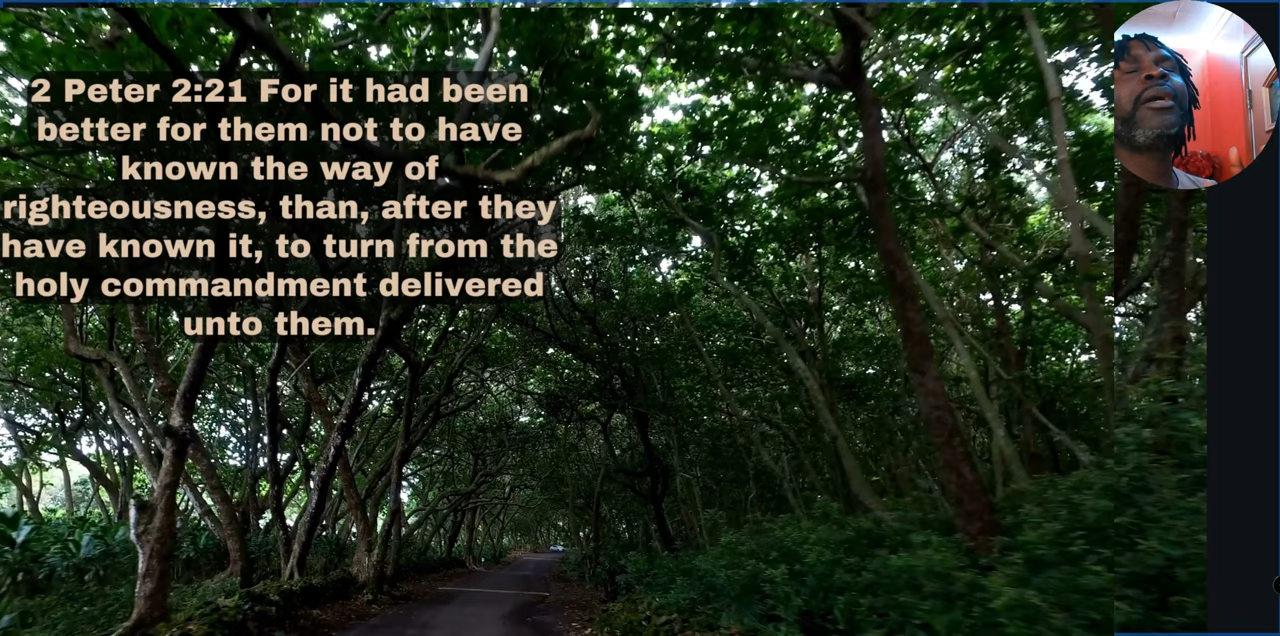 2 Peter 2:21 For it had been
better for them not to have
known the way of
righteousness, than, after they
have known it, to turn from the
holy commandment delivered
unto them.